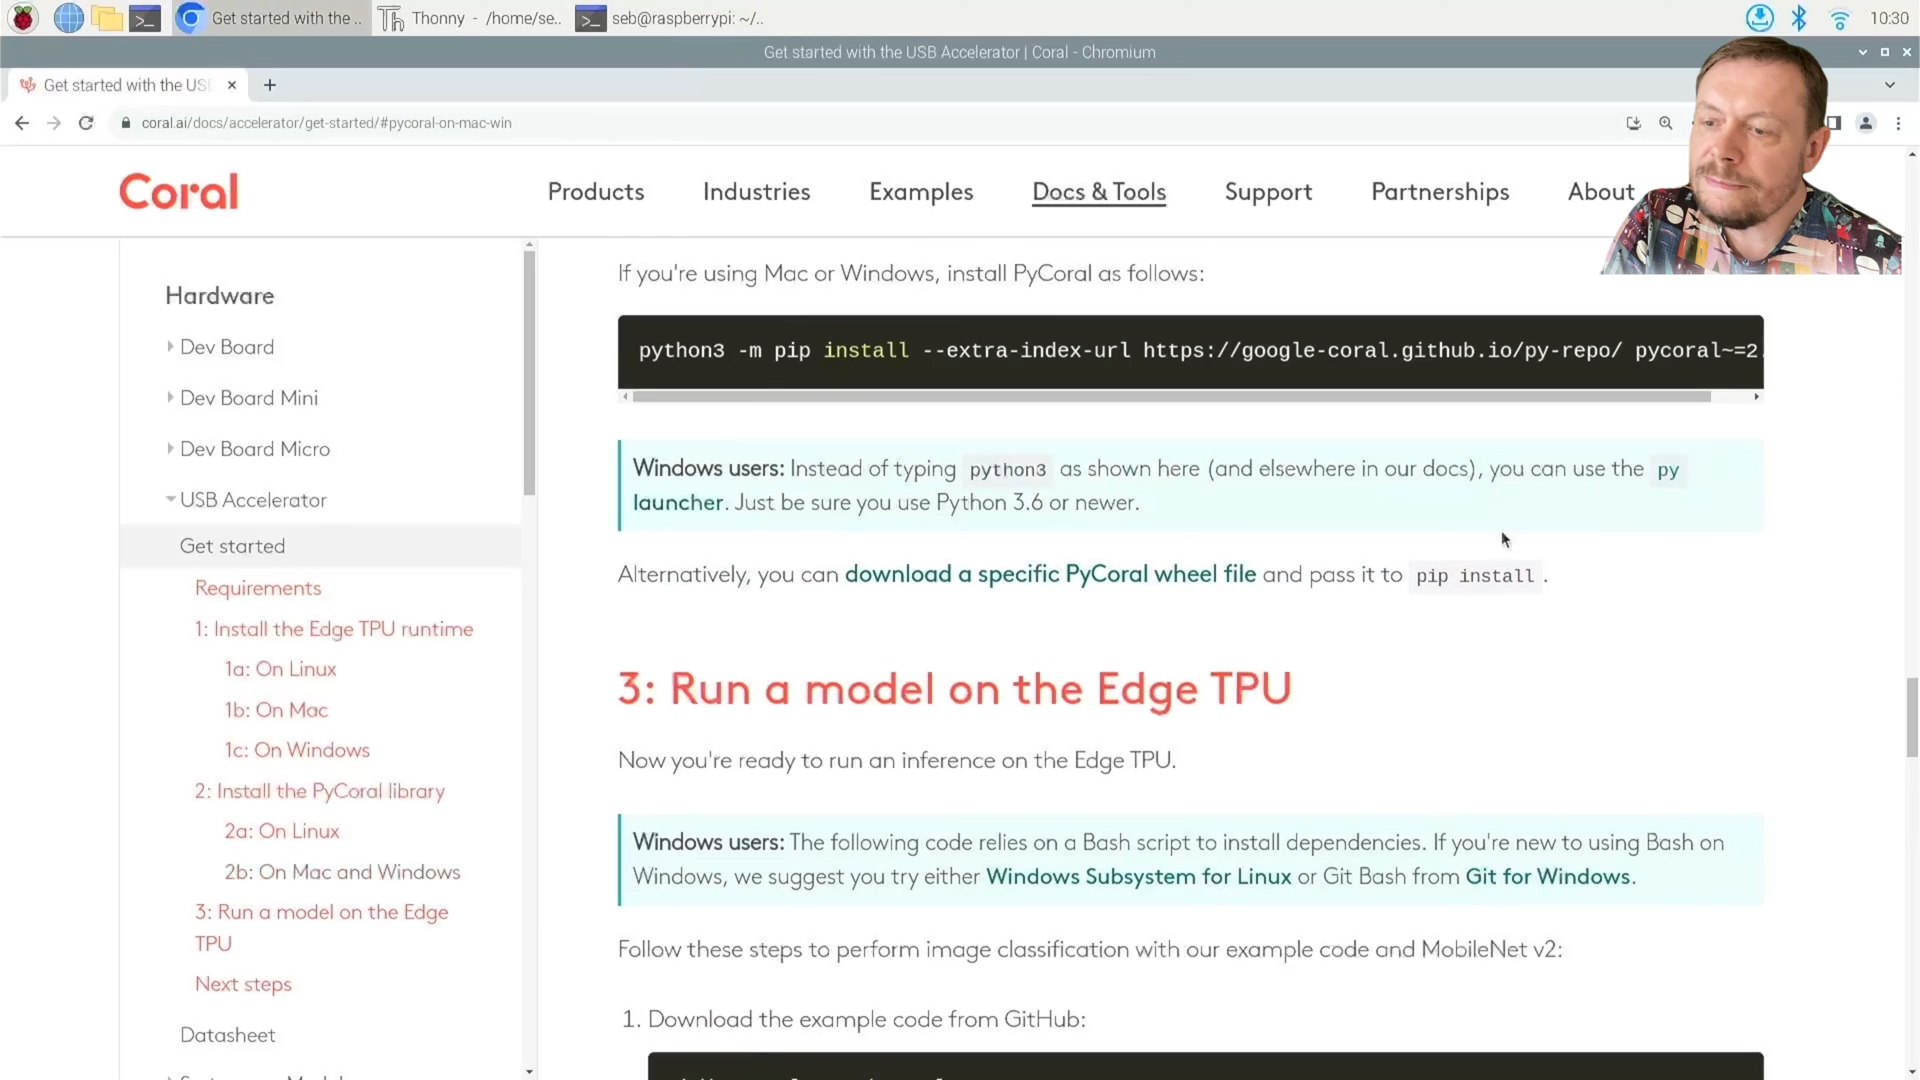 Get started with the ..
Thonny - /home/se..
seb@raspberrypi: ~/..
10:30
Get started with the USB Accelerator | Coral - Chromium
Get started with the US
coral.ai/docs/accelerator/get-started/#pycoral-on-mac-win
Coral
Products
Industries
Examples
Docs & Tools
Support
Partnerships
About
Hardware
Dev Board
Dev Board Mini
Dev Board Micro
USB Accelerator
Get started
Requirements
1: Install the Edge TPU runtime
1a: On Linux
1b: On Mac
1c: On Windows
2: Install the PyCoral library
2a: On Linux
2b: On Mac and Windows
3: Run a model on the Edge
TPU
Next steps
Datasheet
If you're using Mac or Windows, install PyCoral as follows:
python3 -m pip install --extra-index-url https://google-coral.github.io/py-repo/ pycoral~=2
Windows users: Instead of typing python3 as shown here (and elsewhere in our docs), you can use the py
launcher. Just be sure you use Python 3.6 or newer.
Alternatively, you can download a specific PyCoral wheel file and pass it to pip install.
3: Run a model on the Edge TPU
Now you're ready to run an inference on the Edge TPU.
Windows users: The following code relies on a Bash script to install dependencies. If you're new to using Bash on
Windows, we suggest you try either Windows Subsystem for Linux or Git Bash from Git for Windows.
Follow these steps to perform image classification with our example code and MobileNet v2:
1. Download the example code from GitHub: